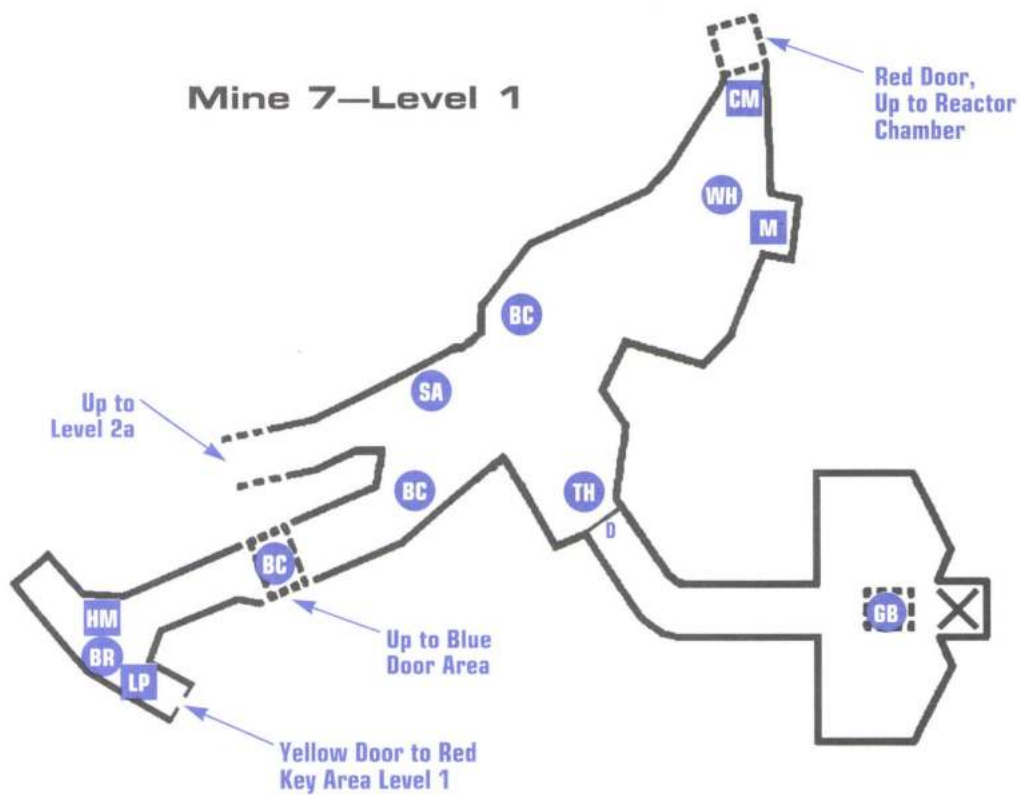 Mine 7—Level 1
Red Door,
Up to Reactor
Chamber
CM
WH
M
BC
SA
Up to
Level 2a
BC
TH
D
BC
GB
HM
BR
LP
Up to Blue
Door Area
Yellow Door to Red
Key Area Level 1